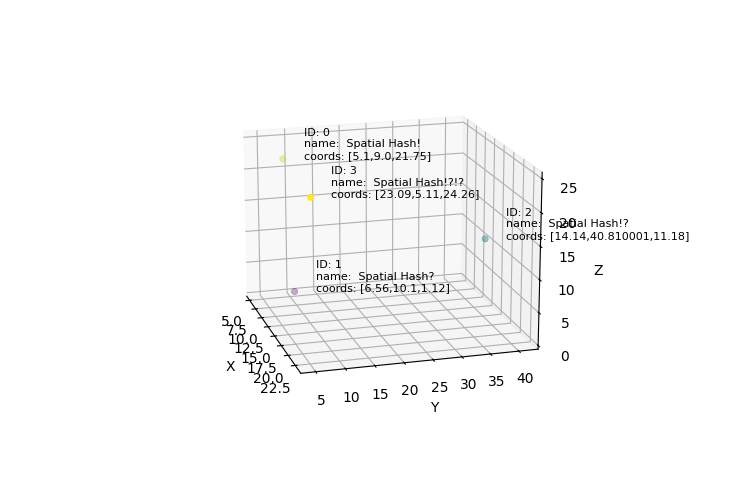 ID: 0
name:  Spatial Hash!
coords: [5.1,9.0,21.75]
ID: 3
name:  Spatial Hash!?!?
coords: [23.09,5.11,24.26]
ID: 2
name:  Spatial Hash!?
coords: [14.14,40.810001,11.18]
ID: 1
name:  Spatial Hash?
coords: [6.56,10.1,1.12]
25
20
15
10
5
0
Z
5.0
7.5
10.0
12.5
15.0
17.5
20.0
22.5
X
5 10 15 20 25 30 35 40
Y